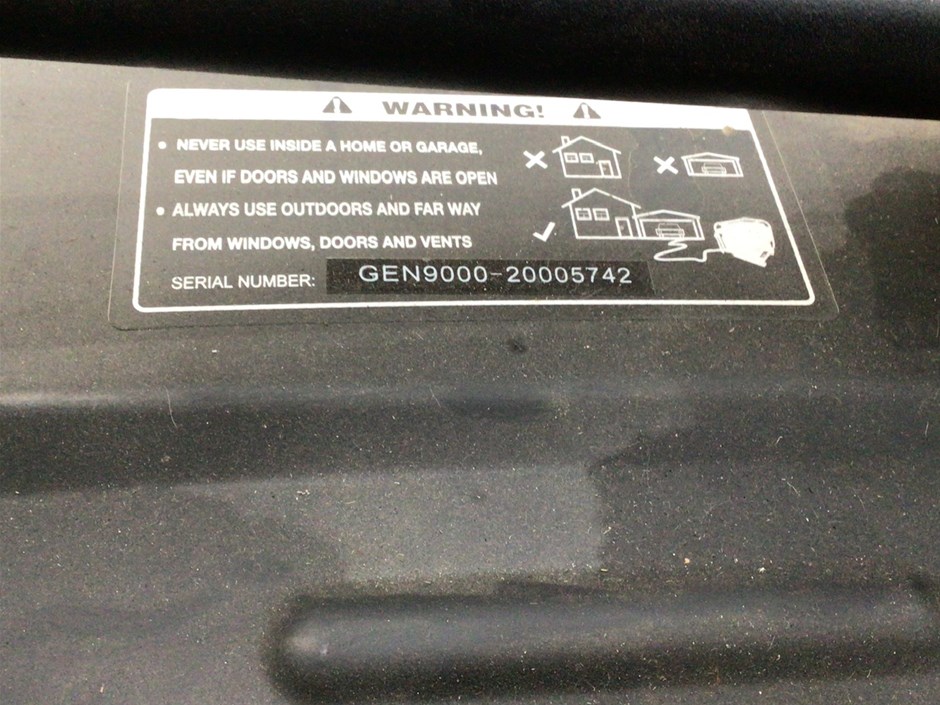 WARNING!
• NEVER USE INSIDE A HOME OR GARAGE,
EVEN IF DOORS AND WINDOWS ARE OPEN
• ALWAYS USE OUTDOORS AND FAR WAY
FROM WINDOWS, DOORS AND VENTS
SERIAL NUMBER: GEN9000-20005742